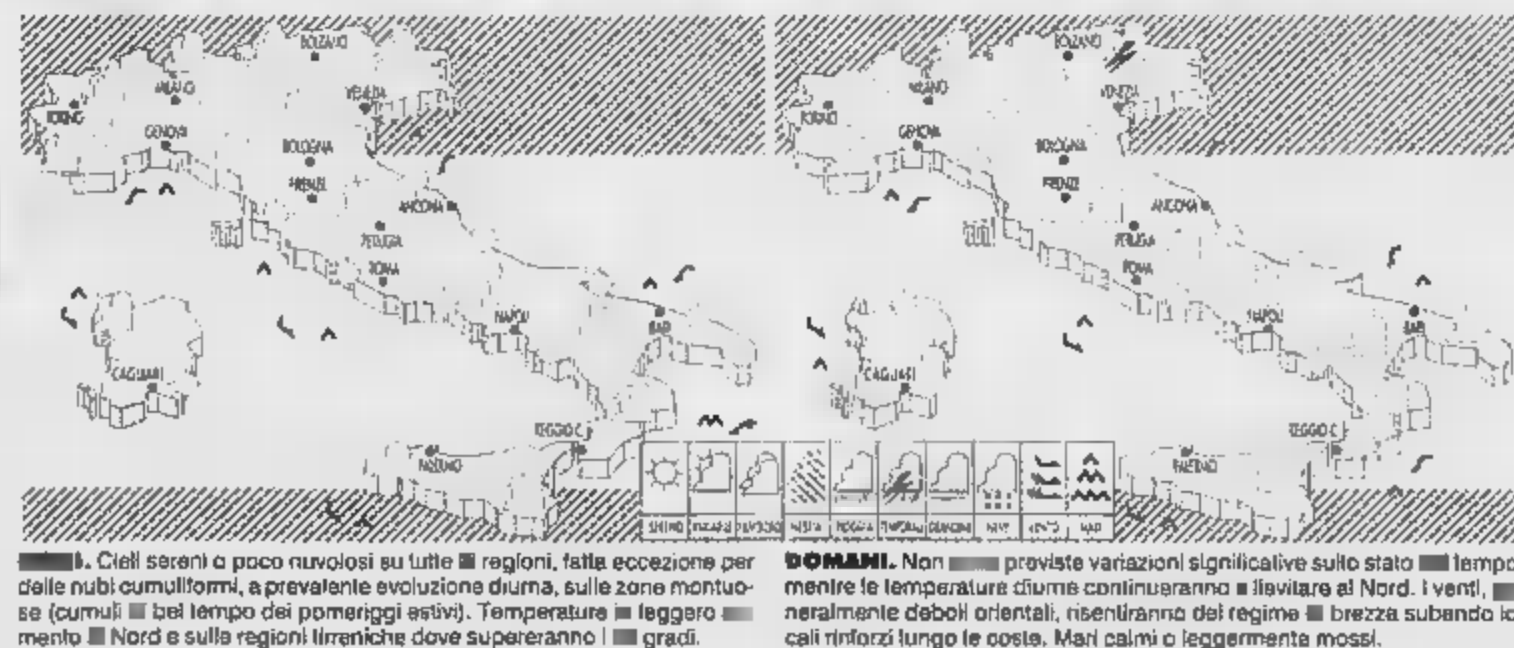 BOLZANO
MILANO
VENEZIA
TORINO
GENOVA
BOLOGNA
FIRENZE
ANCONA
PERUGIA
ROMA
NAPOLI
BARI
CAGLIARI
REGGIO C.
PALERMO
BOLZANO
MILANO
VENEZIA
TORINO
GENOVA
BOLOGNA
FIRENZE
ANCONA
PERUGIA
ROMA
NAPOLI
BARI
CAGLIARI
REGGIO C.
PALERMO
SERENO NEBBIA PIOGGIA TEMPORALI GRANDINE NEVE VENTO MARI
Cieli sereni o poco nuvolosi su tutte regioni, fatta eccezione per
delle nubi cumuliformi, a prevalente evoluzione diurna, sulle zone montuo-
se (cumuli bel tempo dei pomeriggi estivi). Temperature in leggero
mento Nord e sulle regioni tirreniche dove supereranno i gradi.
DOMANI. Non previste variazioni significative sullo stato tempo
mentre le temperature diurne continueranno a lievitare al Nord. I venti,
neralmente deboli orientali, risentiranno del regime brezza subendo lo-
cali rinforzi lungo le coste. Mari calmi o leggermente mossi.